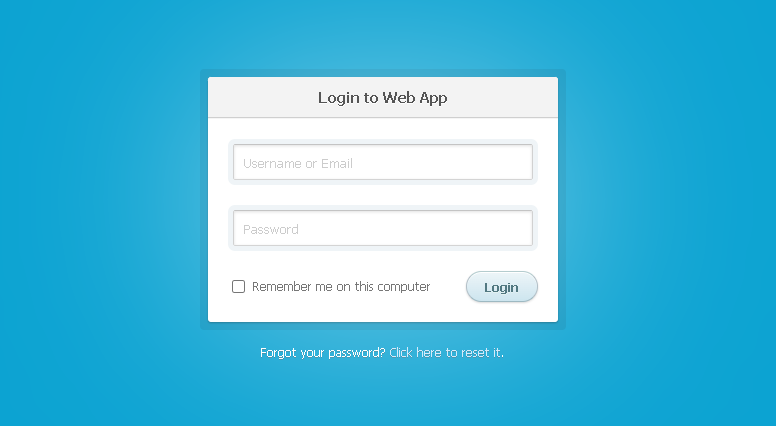 Login to Web App
Username or Email
Password
Remember me on this computer
Login
Forgot your password? Click here to reset it.